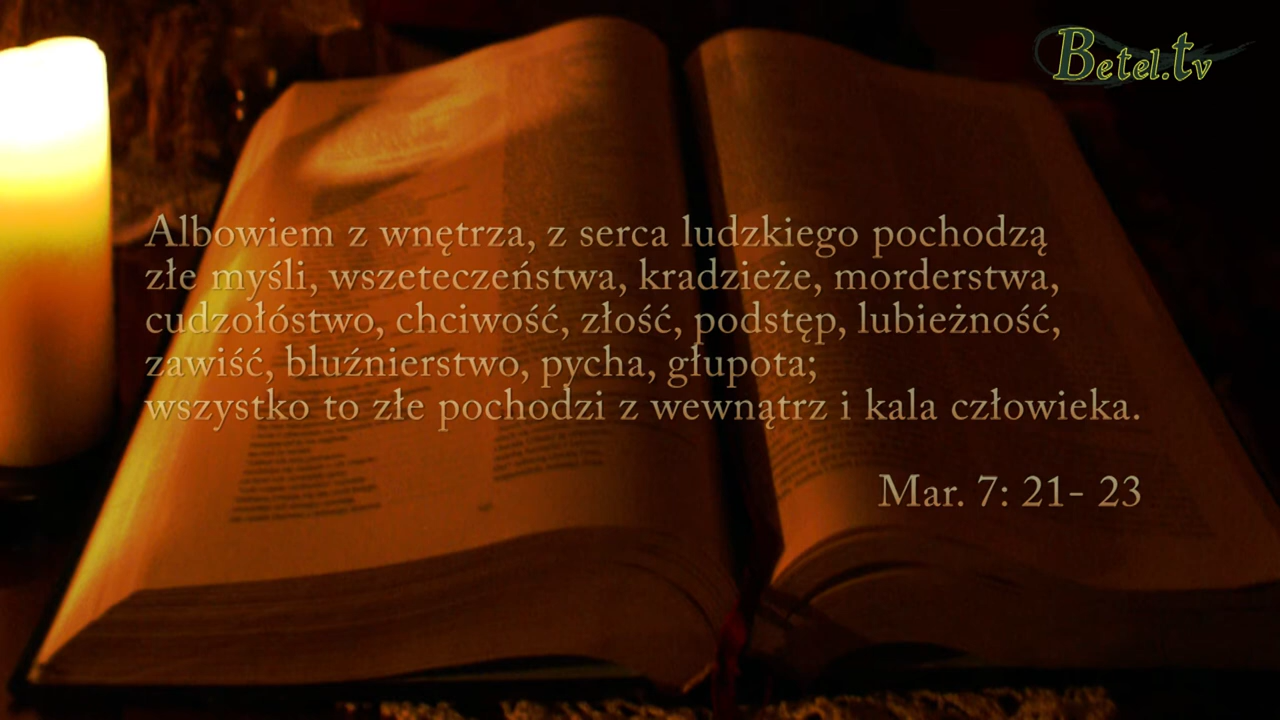 Betel.tv
Albowiem z wnętrza, z serca ludzkiego pochodzą
złe myśli, wszeteczeństwa, kradzieże, morderstwa,
cudzołóstwo, chciwość, złość, podstęp, lubieżność,
zawiść, bluźnierstwo, pycha, głupota;
wszystko to złe pochodzi z wewnątrz i kala człowieka.
Mar. 7: 21- 23